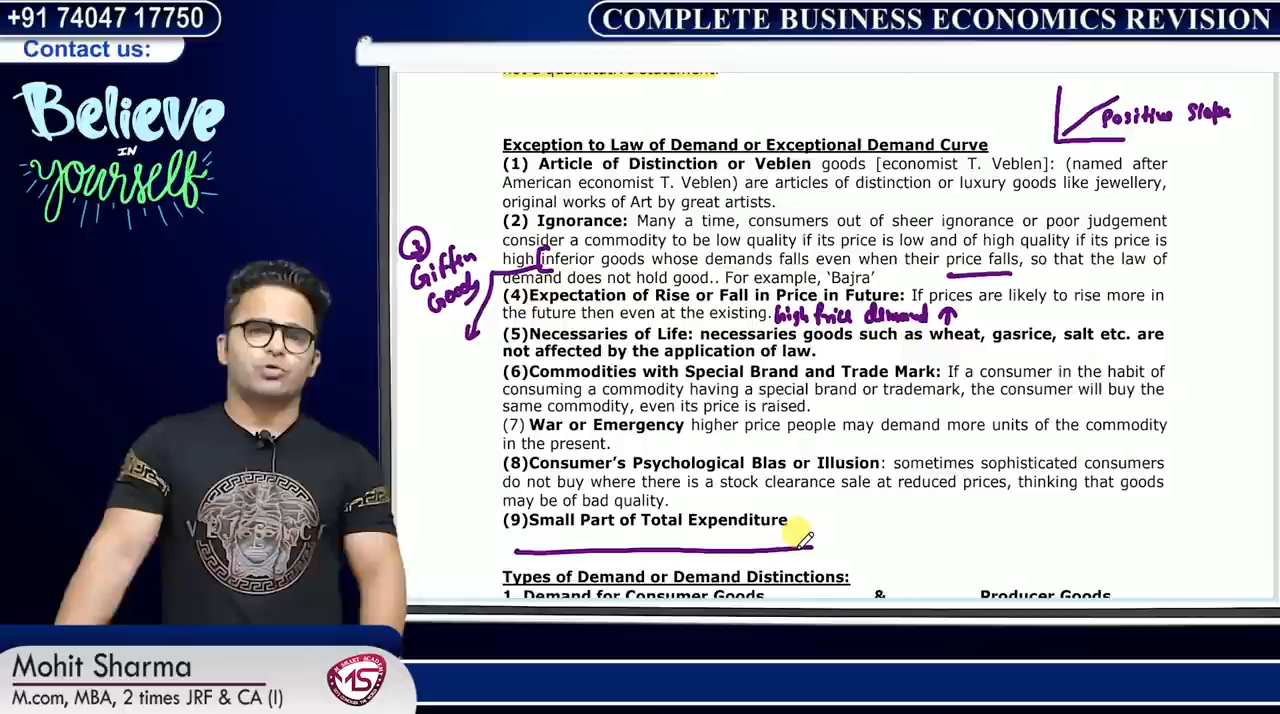 +91 74047 17750
Contact us:
COMPLETE BUSINESS ECONOMICS REVISION
Believe
IN
yourself
not a quantitative statement.
Positive Slope
Exception to Law of Demand or Exceptional Demand Curve
(1) Article of Distinction or Veblen goods [economist T. Veblen]: (named after
American economist T. Veblen) are articles of distinction or luxury goods like jewellery,
original works of Art by great artists.
(2) Ignorance: Many a time, consumers out of sheer ignorance or poor judgement
consider a commodity to be low quality if its price is low and of high quality if its price is
high inferior goods whose demands falls even when their price falls, so that the law of
demand does not hold good.. For example, ‘Bajra’
3
Giffin
Goods
(4)Expectation of Rise or Fall in Price in Future: If prices are likely to rise more in
the future then even at the existing. high Price demand ↑
(5)Necessaries of Life: necessaries goods such as wheat, gasrice, salt etc. are
not affected by the application of law.
(6)Commodities with Special Brand and Trade Mark: If a consumer in the habit of
consuming a commodity having a special brand or trademark, the consumer will buy the
same commodity, even its price is raised.
(7) War or Emergency higher price people may demand more units of the commodity
in the present.
(8)Consumer’s Psychological Blas or Illusion: sometimes sophisticated consumers
do not buy where there is a stock clearance sale at reduced prices, thinking that goods
may be of bad quality.
(9)Small Part of Total Expenditure
Types of Demand or Demand Distinctions:
1. Demand for Consumer Goods & Producer Goods
Mohit Sharma
M.com, MBA, 2 times JRF & CA (I)
MS